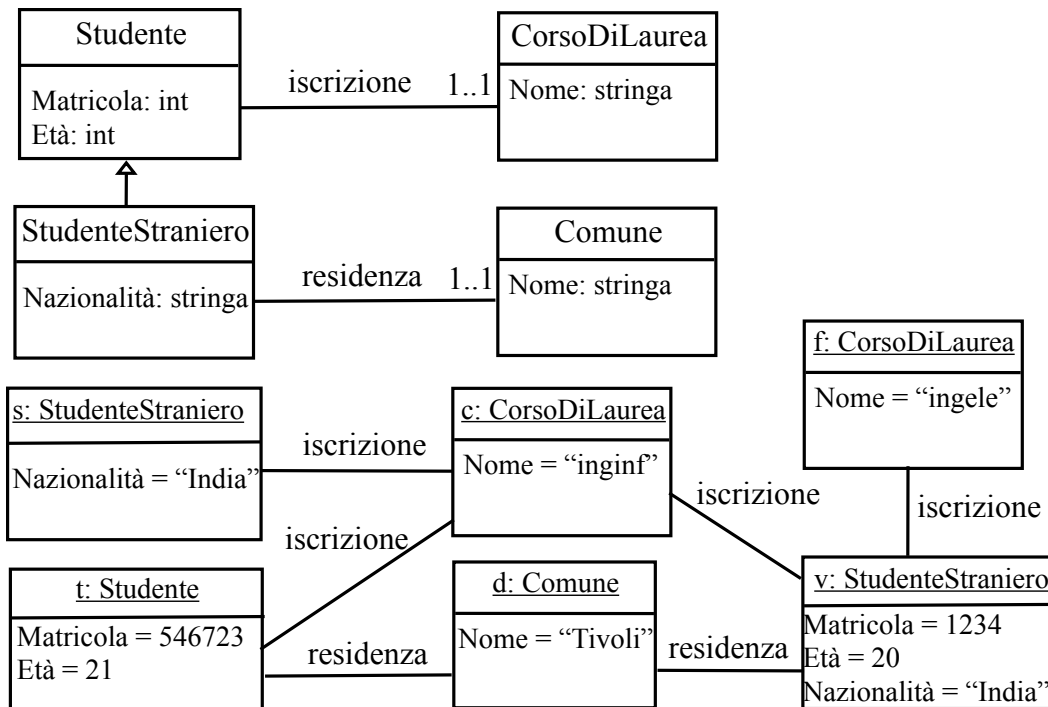 Studente
Matricola: int
Età: int
iscrizione
1..1
CorsoDiLaurea
Nome: stringa
StudenteStraniero
Nazionalità: stringa
residenza
1..1
Comune
Nome: stringa
f: CorsoDiLaurea
Nome = “ingele”
s: StudenteStraniero
Nazionalità = “India”
iscrizione
c: CorsoDiLaurea
Nome = “inginf”
iscrizione
iscrizione
iscrizione
t: Studente
Matricola = 546723
Età = 21
residenza
d: Comune
Nome = “Tivoli”
residenza
v: StudenteStraniero
Matricola = 1234
Età = 20
Nazionalità = “India”